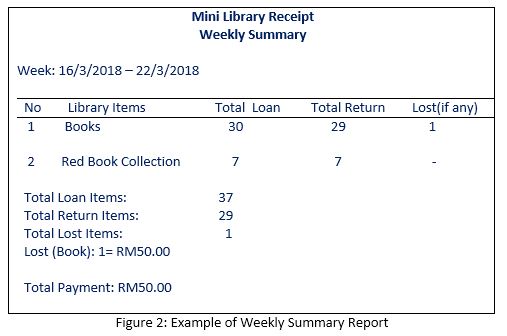 Mini Library Receipt
Weekly Summary
Week: 16/3/2018 – 22/3/2018
No Library Items Total Loan Total Return Lost(if any)
1 Books 30 29 1
2 Red Book Collection 7 7 -
Total Loan Items: 37
Total Return Items: 29
Total Lost Items: 1
Lost (Book): 1= RM50.00
Total Payment: RM50.00
Figure 2: Example of Weekly Summary Report